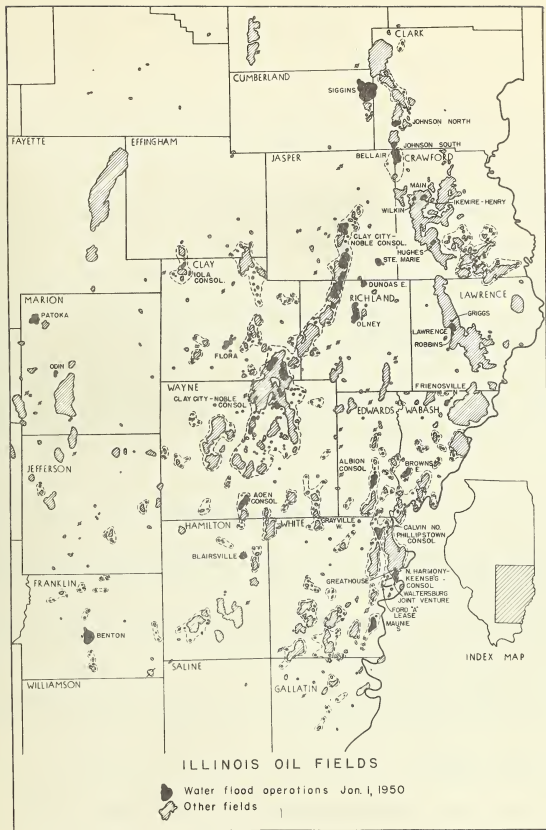 CLARK
CUMBERLAND
SIGGINS
JOHNSON NORTH
JOHNSON SOUTH
FAYETTE
EFFINGHAM
JASPER
BELLAIR
CRAWFORD
MAIN
IKEMIRE-HENRY
WILKIN
CLAY CITY-
NOBLE CONSOL.
HUGHES
STE. MARIE
CLAY
IOLA
CONSOL.
DUNDAS E.
RICHLAND
LAWRENCE
MARION
PATOKA
GRIGGS
OLNEY
LAWRENCE
ROBBINS
FLORA
ODIN
WAYNE
FRIENDSVILLE
N.
CLAY CITY-NOBLE
CONSOL.
EDWARDS
WABASH
JEFFERSON
ALBION
CONSOL.
BROWNS
E.
ADEN
CONSOL.
HAMILTON
WHITE
GRAYVILLE
W.
CALVIN NO.
PHILLIPSTOWN
CONSOL.
BLAIRSVILLE
N. HARMONY-
KEENSB'G
CONSOL.
GREATHOUSE
WALTERSBURG
JOINT VENTURE
FRANKLIN
FORD "A"
LEASE
BENTON
MAUNIE
S.
INDEX MAP
SALINE
WILLIAMSON
GALLATIN
ILLINOIS OIL FIELDS
Water flood operations Jan. 1, 1950
Other fields